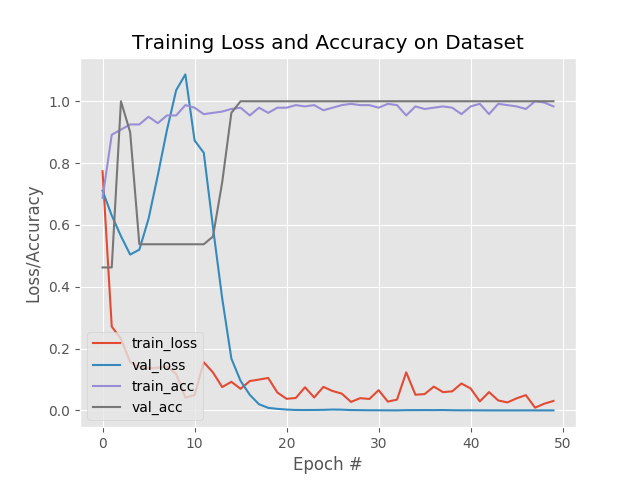 Training Loss and Accuracy on Dataset
Loss/Accuracy
1.0
0.8
0.6
0.4
0.2
0.0
train_loss
val_loss
train_acc
val_acc
0 10 20 30 40 50
Epoch #